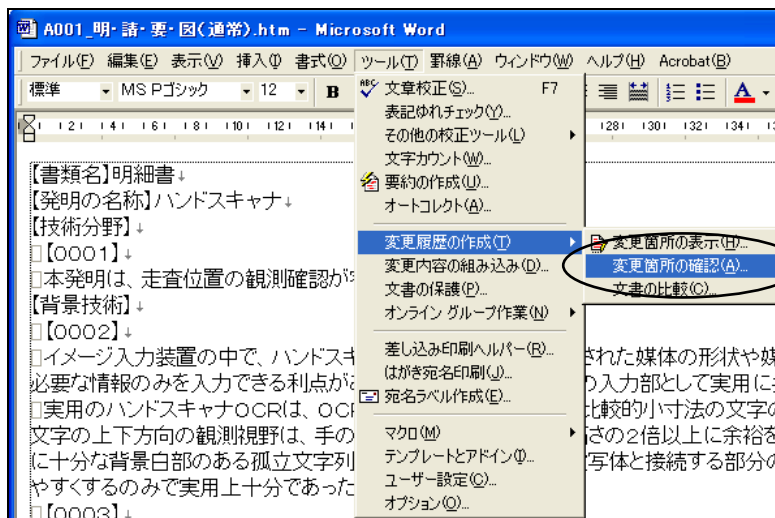 A001_明・請・要・図(通常).htm - Microsoft Word
ファイル(F) 編集(E) 表示(V) 挿入(I) 書式(O) ツール(T) 罫線(A) ウィンドウ(W) ヘルプ(H) Acrobat(B)
標準 MS Pゴシック 12 B A
文章校正(S)... F7
表記ゆれチェック(Y)...
その他の校正ツール(L)
文字カウント(W)...
要約の作成(U)...
オートコレクト(A)...
変更履歴の作成(T)
変更内容の組み込み(D)...
文書の保護(P)...
オンライン グループ作業(N)
差し込み印刷ヘルパー(R)...
はがき宛名印刷(J)...
宛名ラベル作成(E)...
マクロ(M)
テンプレートとアドイン(I)...
ユーザー設定(C)...
オプション(O)...
変更箇所の表示(H)...
変更箇所の確認(A)...
文書の比較(C)...
|2| |4| |6| |8| |10| |12| |14| |28| |30| |32| |34|
【書類名】明細書↓
【発明の名称】ハンドスキャナ↓
【技術分野】↓
□【0001】↓
□本発明は、走査位置の観測確認が
【背景技術】↓
□【0002】↓
□イメージ入力装置の中で、ハンドスキ された媒体の形状や媒
必要な情報のみを入力できる利点が の入力部として実用に
□実用のハンドスキャナOCRは、OC 比較的小寸法の文字の
文字の上下方向の観測視野は、手の さの2倍以上に余裕を
に十分な背景白部のある孤立文字列 写体と接続する部分の
やすくするのみで実用上十分であった
□【0003】↓